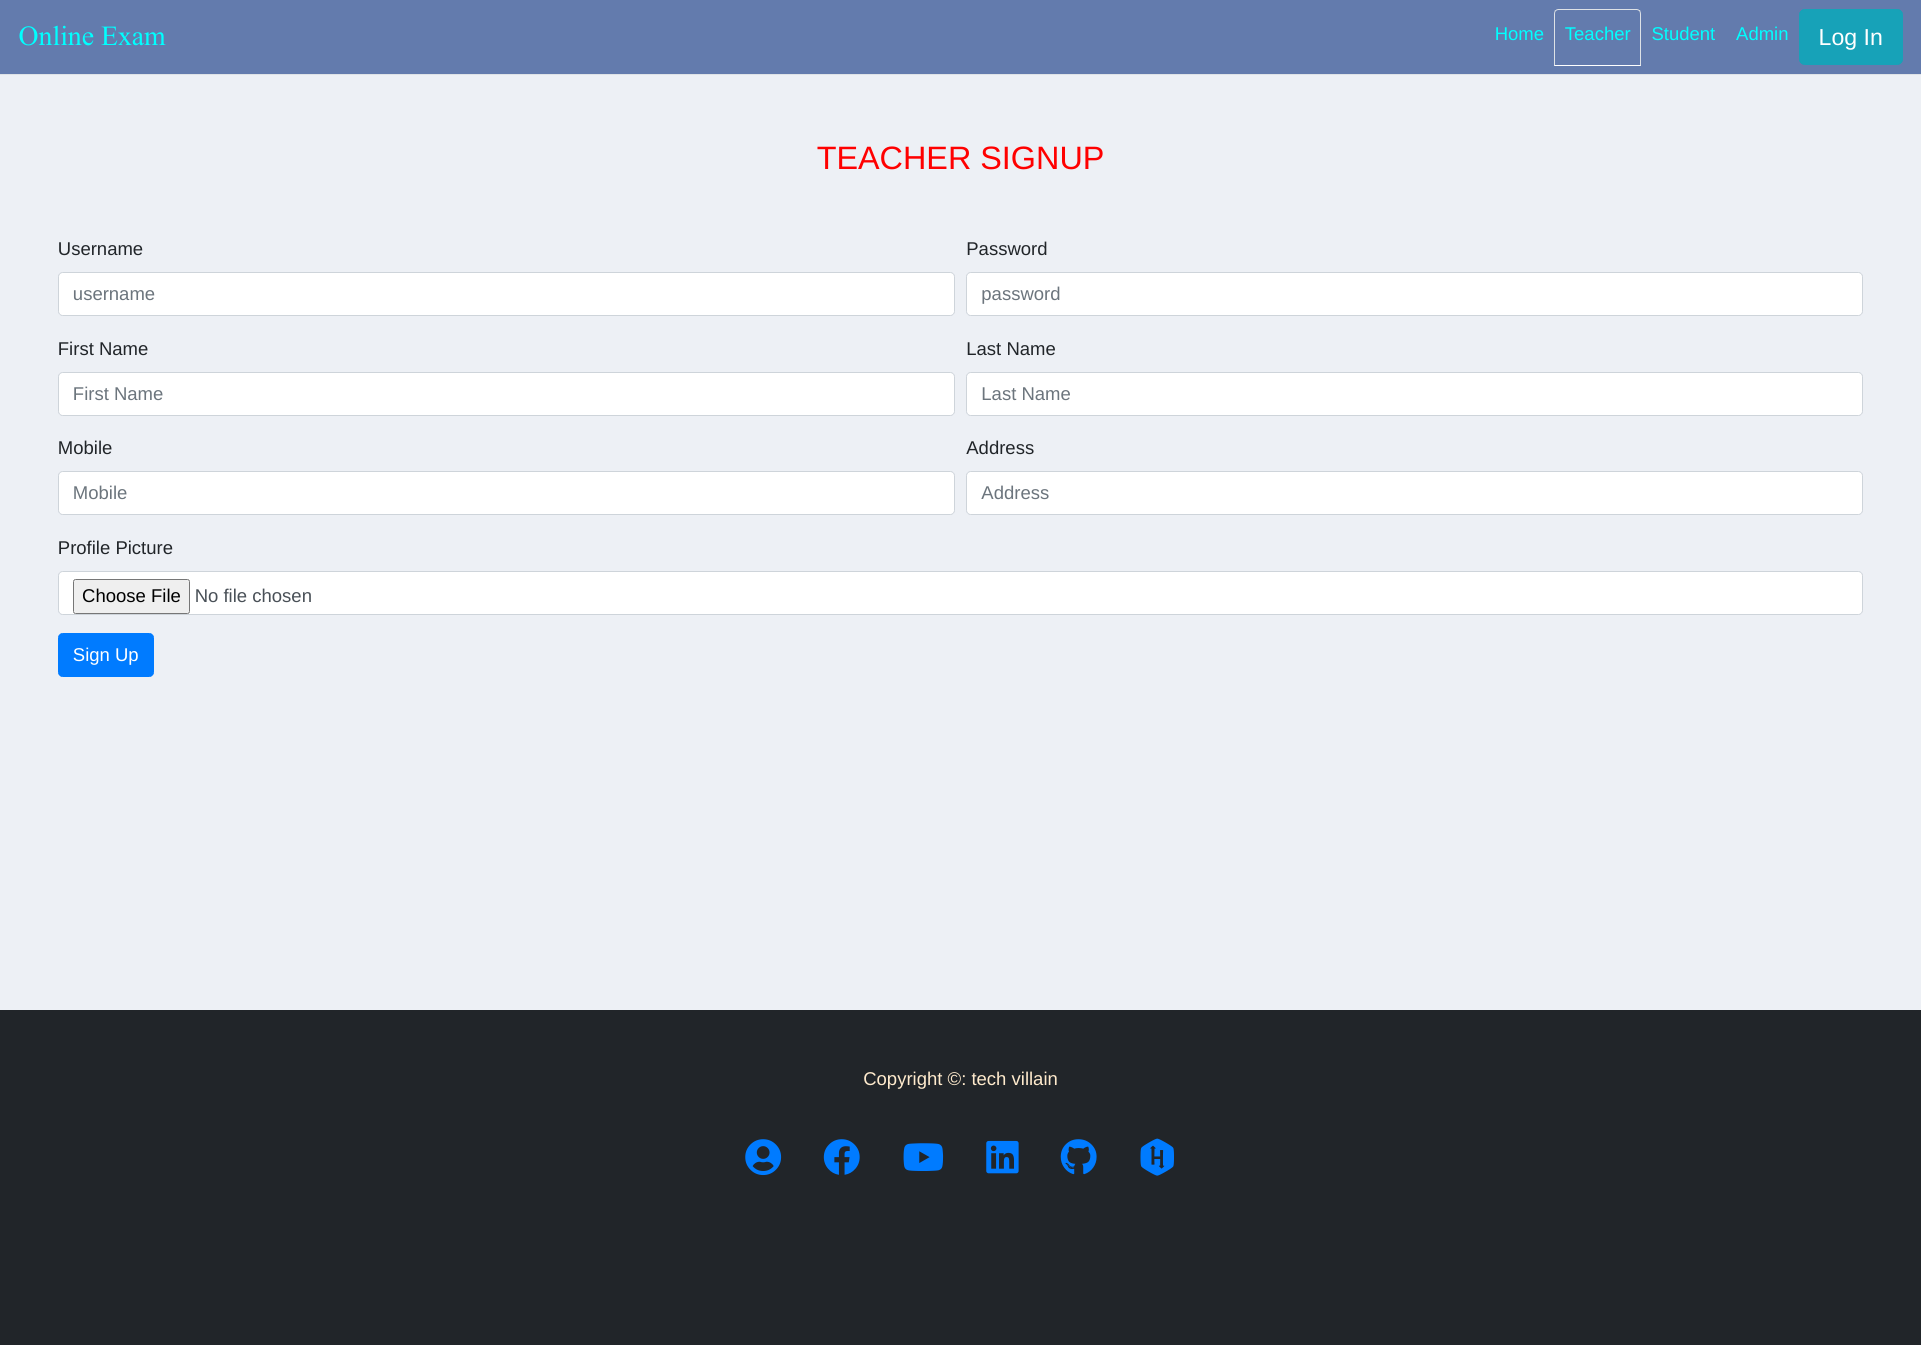 Online Exam
Home Teacher Student Admin Log In
TEACHER SIGNUP
Username Password
username password
First Name Last Name
First Name Last Name
Mobile Address
Mobile Address
Profile Picture
Choose File No file chosen
Sign Up
Copyright ©: tech villain